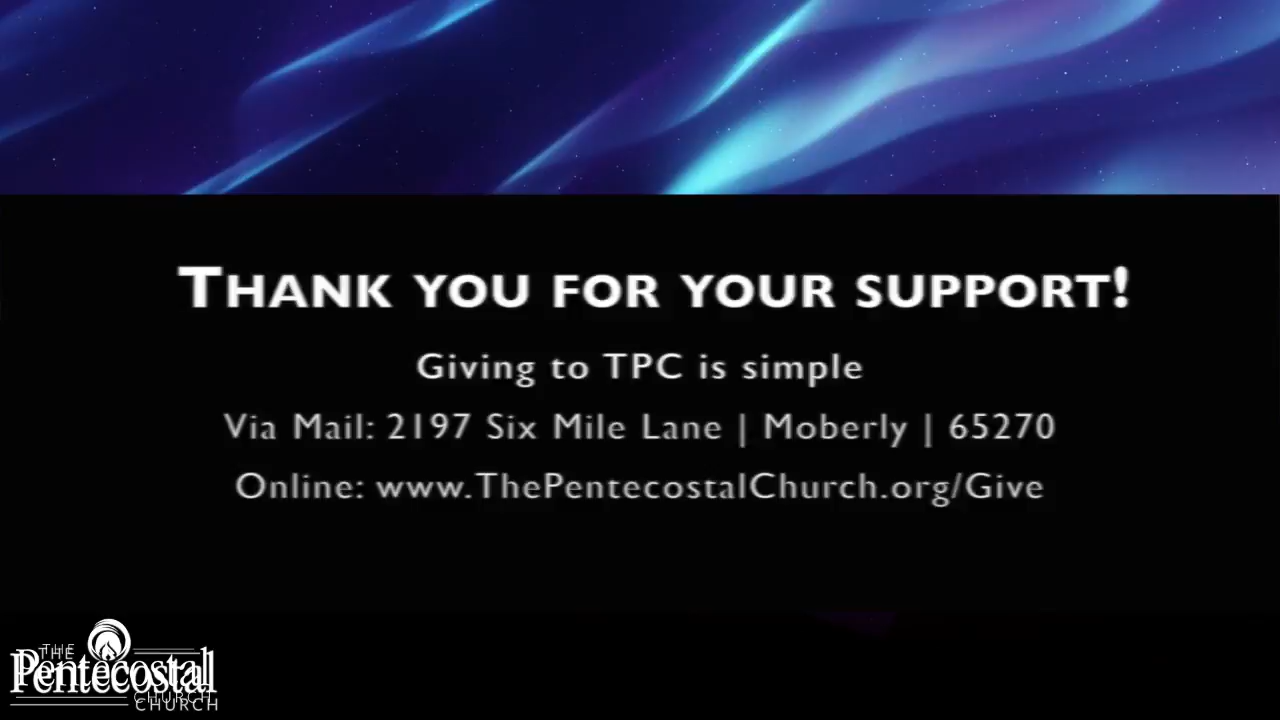 THANK YOU FOR YOUR SUPPORT!
Giving to TPC is simple
Via Mail: 2197 Six Mile Lane | Moberly | 65270
Online: www.ThePentecostalChurch.org/Give
THE
Pentecostal
CHURCH